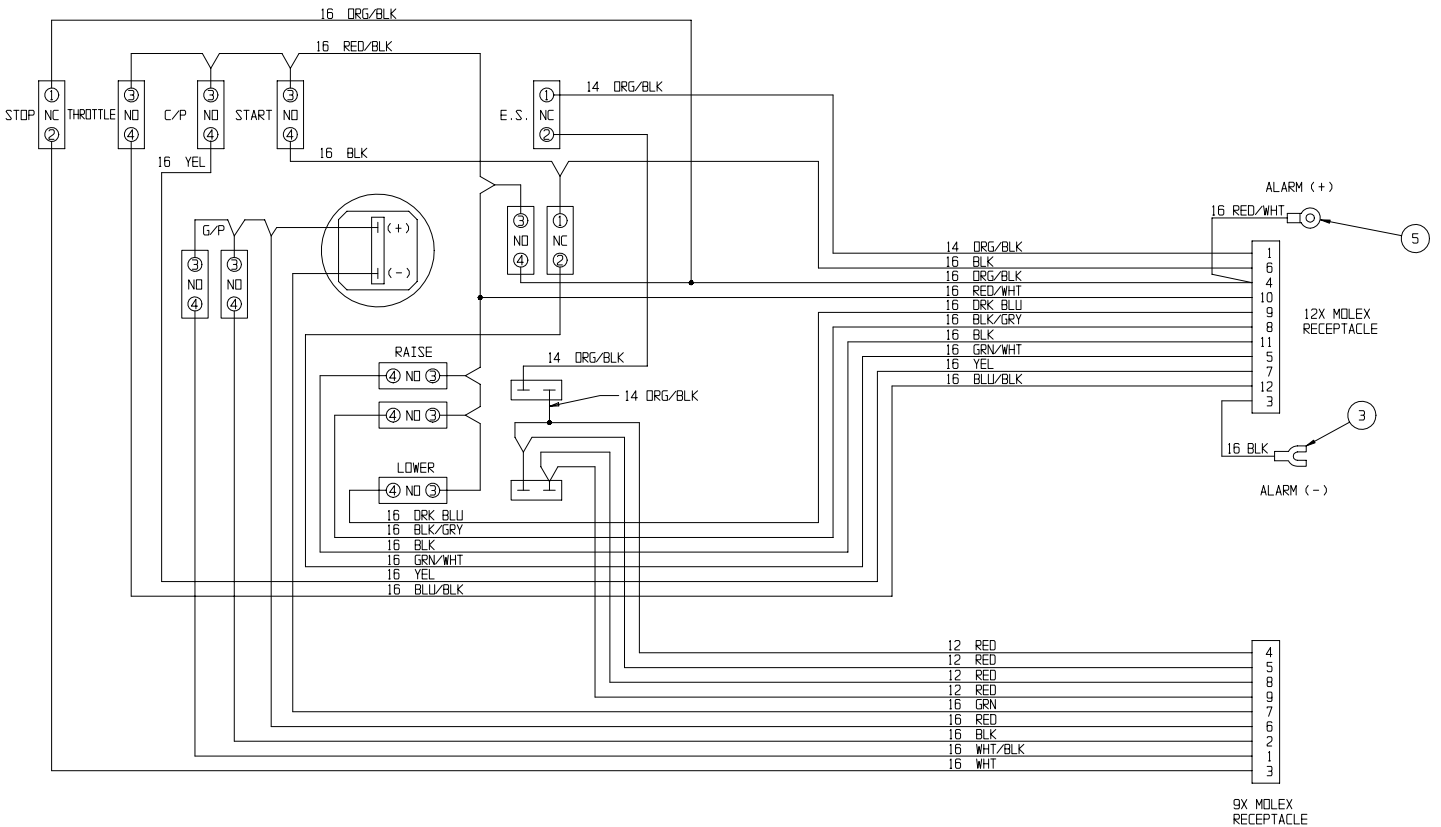 16 ORG/BLK
16 RED/BLK
14 ORG/BLK
STOP
1
NC
2
THROTTLE
3
NO
4
C/P
3
NO
4
START
3
NO
4
E.S.
1
NC
2
16 YEL
16 BLK
ALARM (+)
16 RED/WHT
5
G/P
3
NO
4
3
NO
4
(+)
(-)
3
NO
4
1
NC
2
14 ORG/BLK 1
16 BLK 6
16 ORG/BLK 4
16 RED/WHT 10
16 DRK BLU 9
16 BLK/GRY 8
16 BLK 11
16 GRN/WHT 5
16 YEL 7
16 BLU/BLK 12
3
12X MOLEX
RECEPTACLE
RAISE
4 NO 3
4 NO 3
LOWER
4 NO 3
14 ORG/BLK
14 ORG/BLK
3
16 BLK
ALARM (-)
16 DRK BLU
16 BLK/GRY
16 BLK
16 GRN/WHT
16 YEL
16 BLU/BLK
12 RED 4
12 RED 5
12 RED 8
12 RED 9
16 GRN 7
16 RED 6
16 BLK 2
16 WHT/BLK 1
16 WHT 3
9X MOLEX
RECEPTACLE